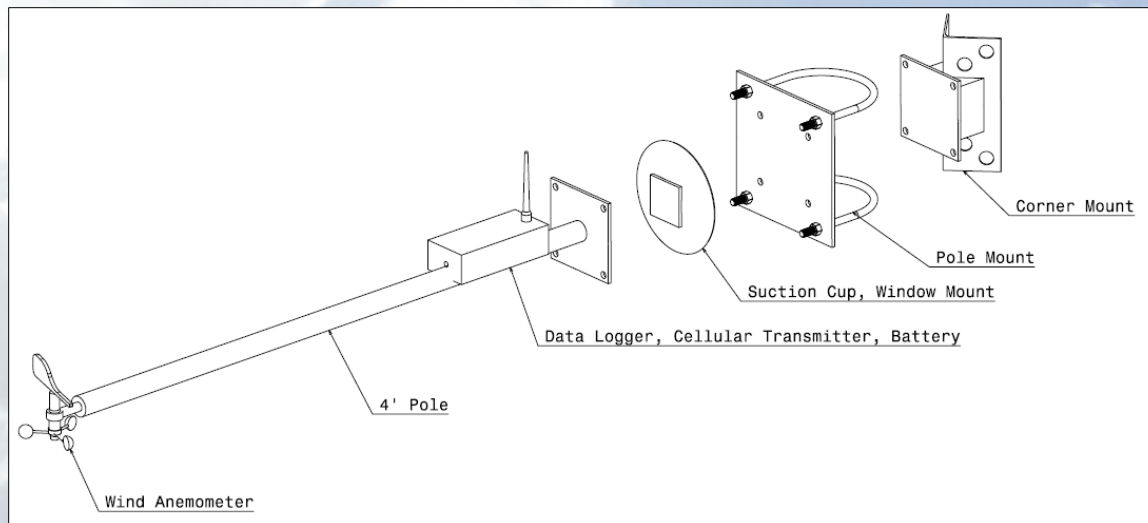 Corner Mount
Pole Mount
Suction Cup, Window Mount
Data Logger, Cellular Transmitter, Battery
4' Pole
Wind Anemometer